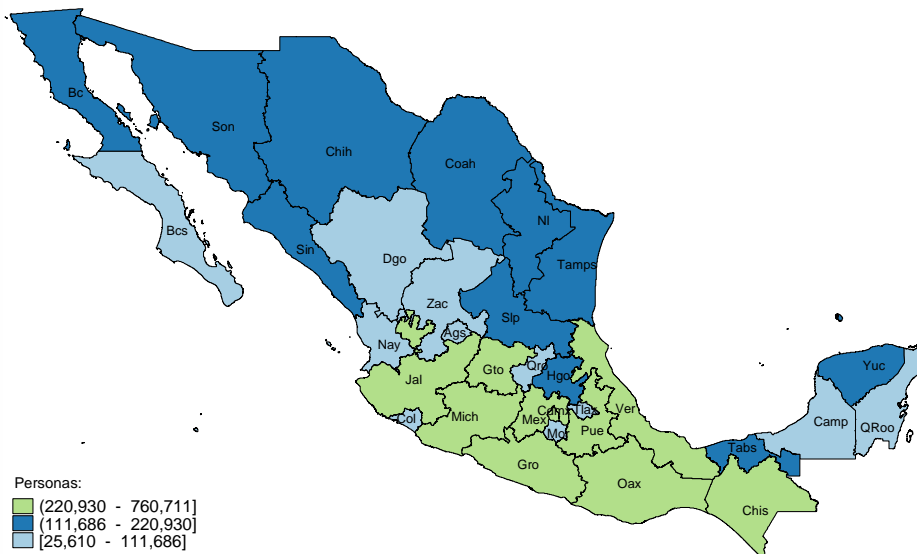 Bc
Son
Chih
Coah
Nl
Bcs
Sin
Dgo
Tamps
Zac
Slp
Nay
Ags
Jal
Gto
Qro
Hgo
Yuc
Col
Mich
Mex
Cdmx
Tlax
Mor
Pue
Ver
Camp
QRoo
Tabs
Gro
Oax
Chis
Personas:
(220,930 - 760,711]
(111,686 - 220,930]
[25,610 - 111,686]